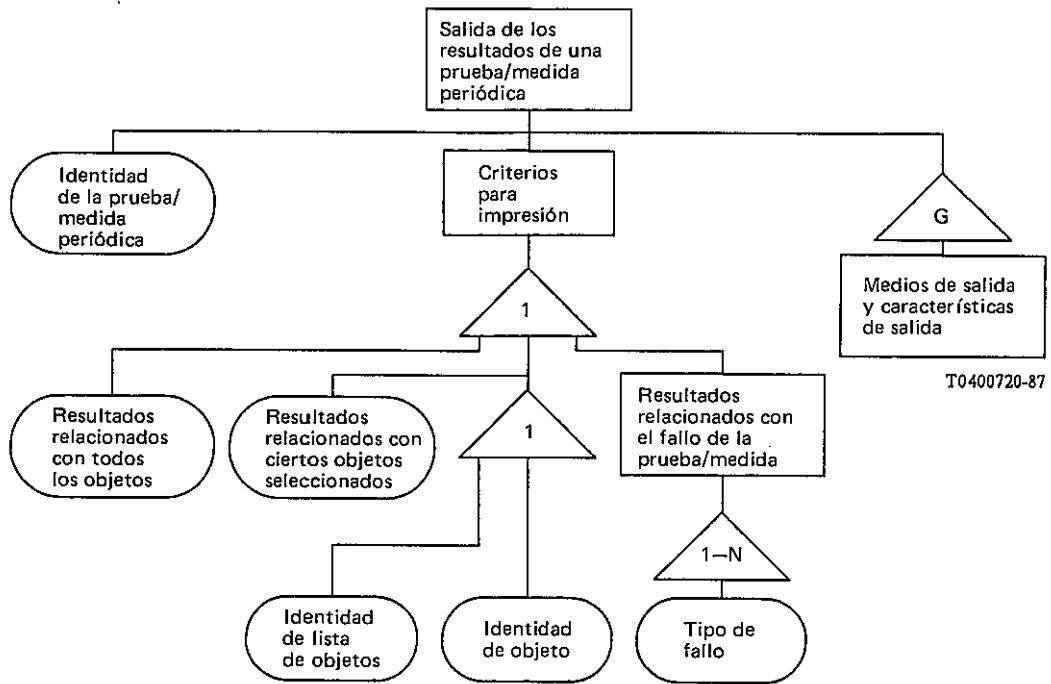 Salida de los
resultados de una
prueba/medida
periódica
Identidad
de la prueba/
medida
periódica
Criterios
para
impresión
G
Medios de salida
y características
de salida
T0400720-87
1
Resultados
relacionados
con todos
los objetos
Resultados
relacionados con
ciertos objetos
seleccionados
1
Resultados
relacionados con
el fallo de la
prueba/medida
1–N
Identidad
de lista
de objetos
Identidad
de objeto
Tipo de
fallo